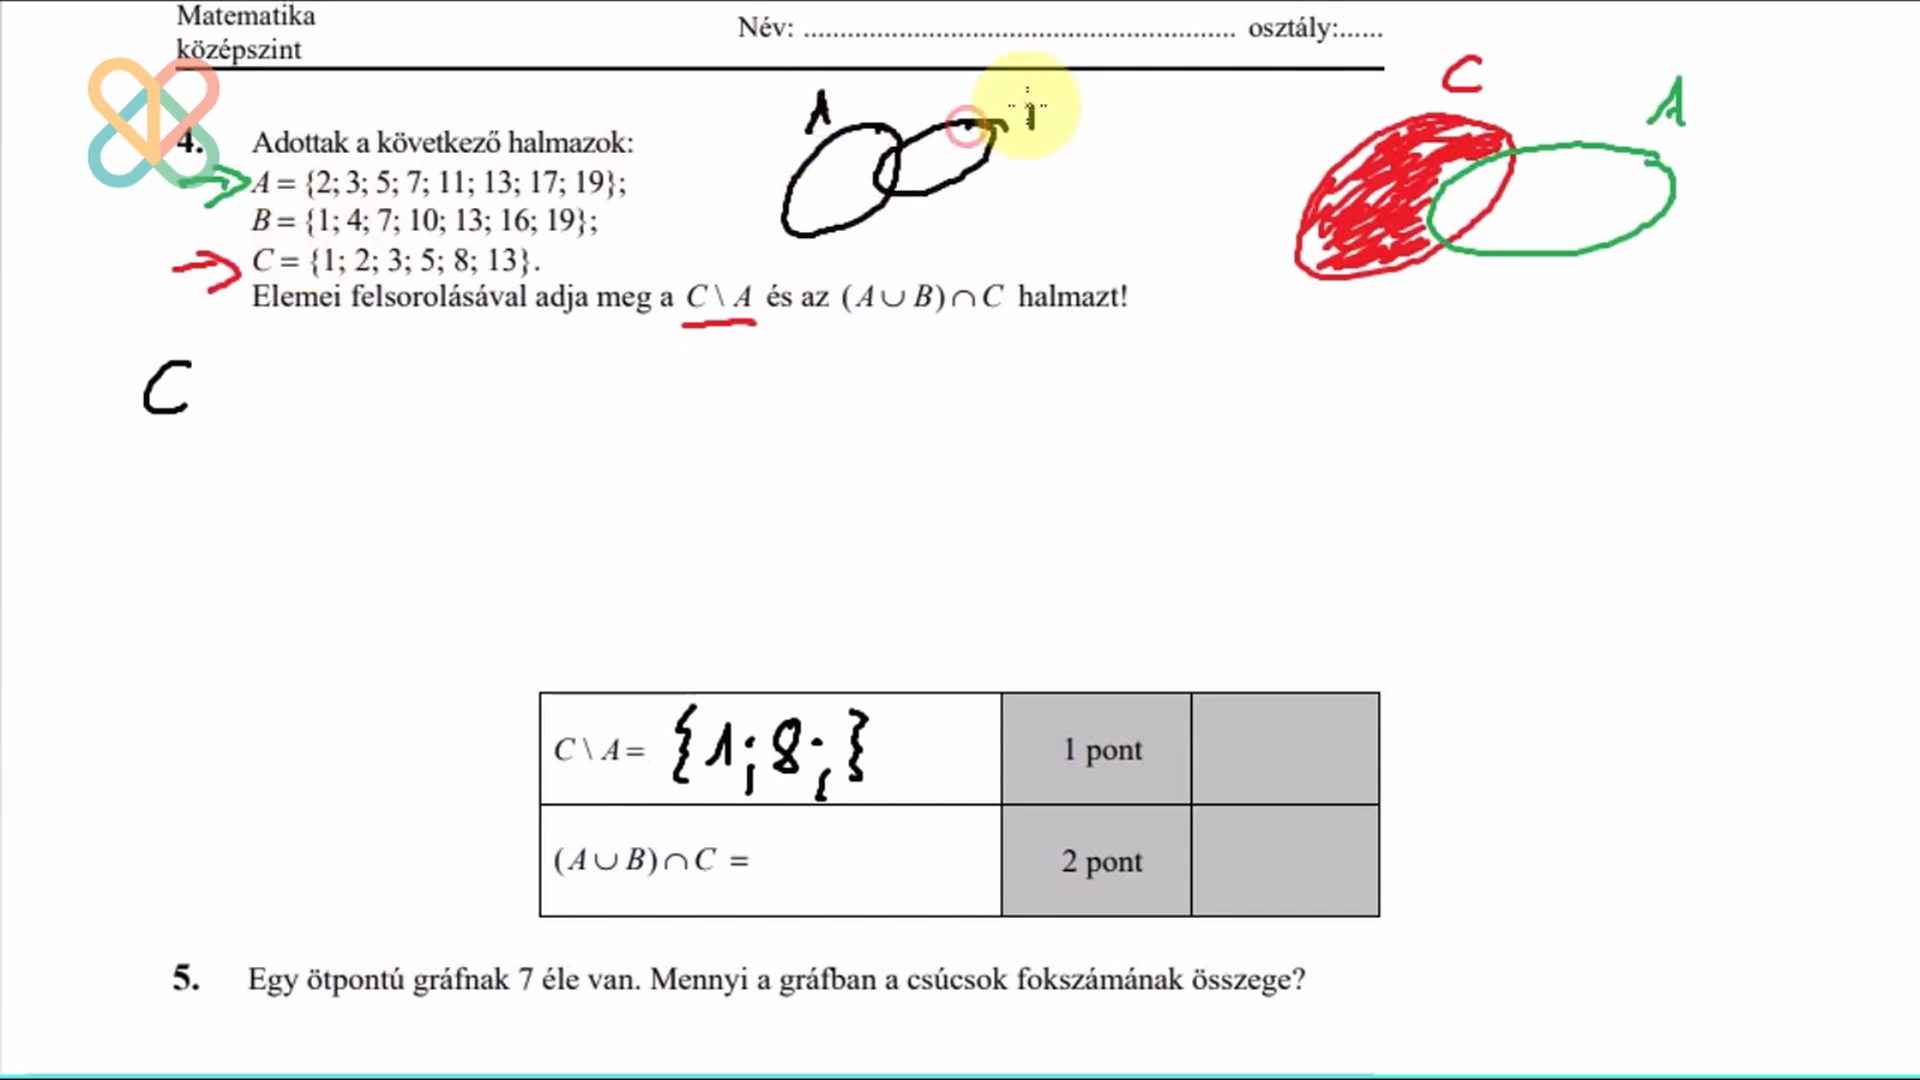 Matematika
középszint
Név: ............................................................ osztály:......
C
A
A
4. Adottak a következő halmazok:
A = {2; 3; 5; 7; 11; 13; 17; 19};
B = {1; 4; 7; 10; 13; 16; 19};
C = {1; 2; 3; 5; 8; 13}.
Elemei felsorolásával adja meg a C \ A és az (A ∪ B) ∩ C halmazt!
C
C \ A = {1; 8;} 1 pont
(A ∪ B) ∩ C = 2 pont
5. Egy ötpontú gráfnak 7 éle van. Mennyi a gráfban a csúcsok fokszámának összege?